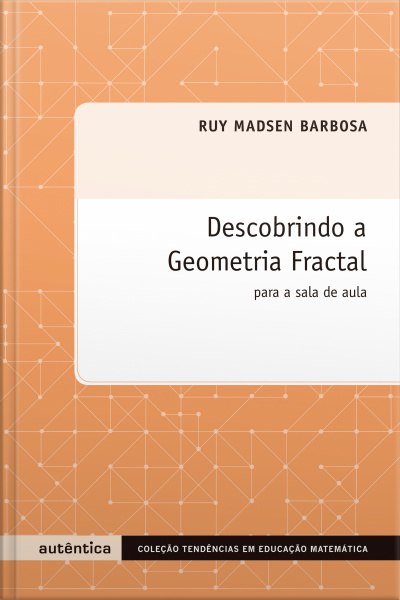 RUY MADSEN BARBOSA
Descobrindo a
Geometria Fractal
para a sala de aula
autêntica
COLEÇÃO TENDÊNCIAS EM EDUCAÇÃO MATEMÁTICA